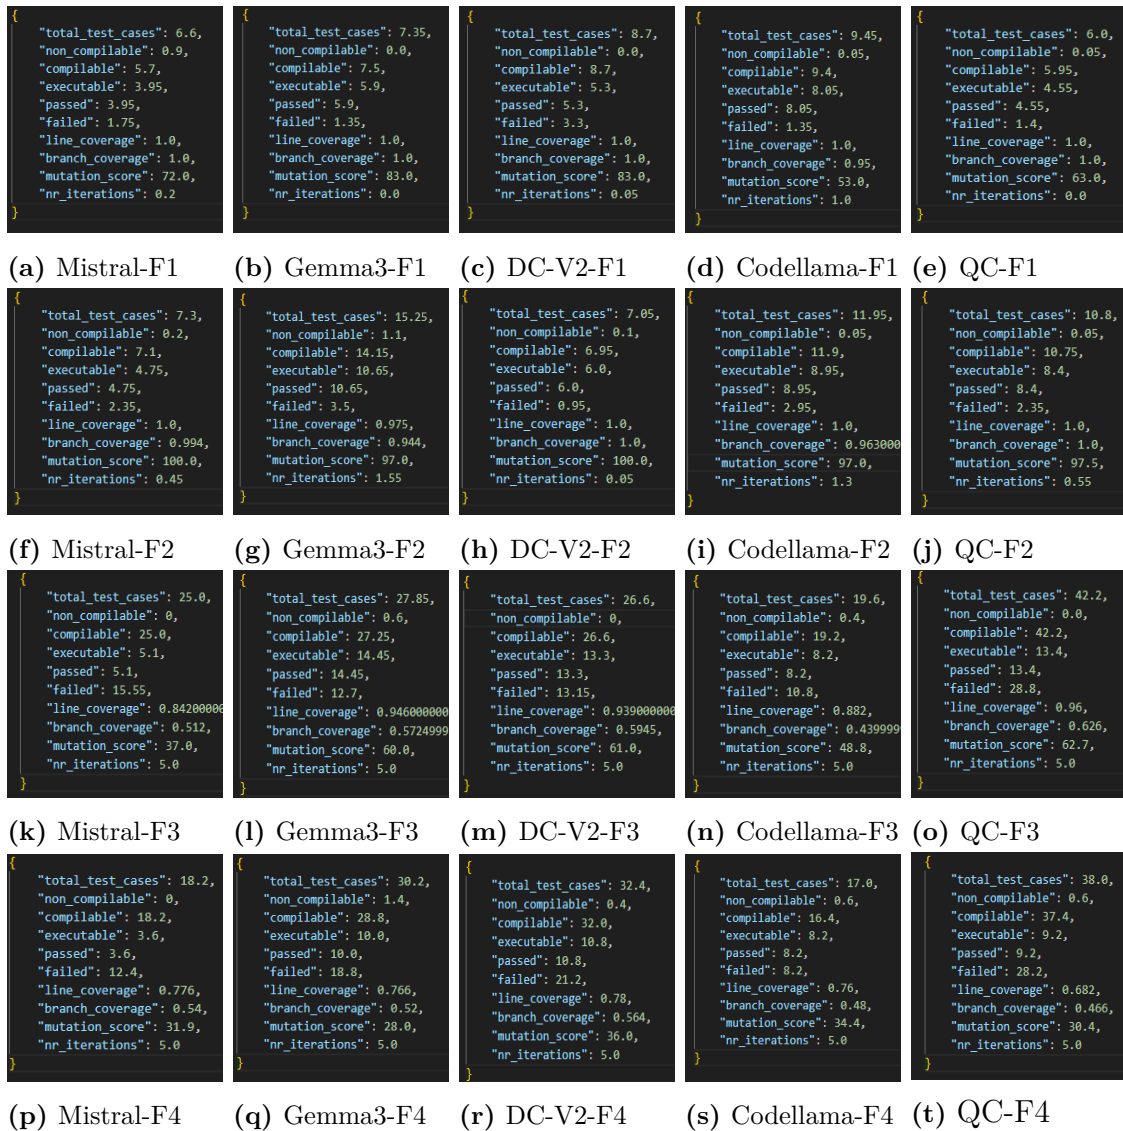 {
"total_test_cases": 6.6,
"non_compilable": 0.9,
"compilable": 5.7,
"executable": 3.95,
"passed": 3.95,
"failed": 1.75,
"line_coverage": 1.0,
"branch_coverage": 1.0,
"mutation_score": 72.0,
"nr_iterations": 0.2
}
(a) Mistral-F1
{
"total_test_cases": 7.35,
"non_compilable": 0.0,
"compilable": 7.5,
"executable": 5.9,
"passed": 5.9,
"failed": 1.35,
"line_coverage": 1.0,
"branch_coverage": 1.0,
"mutation_score": 83.0,
"nr_iterations": 0.0
}
(b) Gemma3-F1
{
"total_test_cases": 8.7,
"non_compilable": 0.0,
"compilable": 8.7,
"executable": 5.3,
"passed": 5.3,
"failed": 3.3,
"line_coverage": 1.0,
"branch_coverage": 1.0,
"mutation_score": 83.0,
"nr_iterations": 0.05
}
(c) DC-V2-F1
{
"total_test_cases": 9.45,
"non_compilable": 0.05,
"compilable": 9.4,
"executable": 8.05,
"passed": 8.05,
"failed": 1.35,
"line_coverage": 1.0,
"branch_coverage": 0.95,
"mutation_score": 53.0,
"nr_iterations": 1.0
}
(d) Codellama-F1
{
"total_test_cases": 6.0,
"non_compilable": 0.05,
"compilable": 5.95,
"executable": 4.55,
"passed": 4.55,
"failed": 1.4,
"line_coverage": 1.0,
"branch_coverage": 1.0,
"mutation_score": 63.0,
"nr_iterations": 0.0
}
(e) QC-F1
{
"total_test_cases": 7.3,
"non_compilable": 0.2,
"compilable": 7.1,
"executable": 4.75,
"passed": 4.75,
"failed": 2.35,
"line_coverage": 1.0,
"branch_coverage": 0.994,
"mutation_score": 100.0,
"nr_iterations": 0.45
}
(f) Mistral-F2
{
"total_test_cases": 15.25,
"non_compilable": 1.1,
"compilable": 14.15,
"executable": 10.65,
"passed": 10.65,
"failed": 3.5,
"line_coverage": 0.975,
"branch_coverage": 0.944,
"mutation_score": 97.0,
"nr_iterations": 1.55
}
(g) Gemma3-F2
{
"total_test_cases": 7.05,
"non_compilable": 0.1,
"compilable": 6.95,
"executable": 6.0,
"passed": 6.0,
"failed": 0.95,
"line_coverage": 1.0,
"branch_coverage": 1.0,
"mutation_score": 100.0,
"nr_iterations": 0.05
}
(h) DC-V2-F2
{
"total_test_cases": 11.95,
"non_compilable": 0.05,
"compilable": 11.9,
"executable": 8.95,
"passed": 8.95,
"failed": 2.95,
"line_coverage": 1.0,
"branch_coverage": 0.963000
"mutation_score": 97.0,
"nr_iterations": 1.3
}
(i) Codellama-F2
{
"total_test_cases": 10.8,
"non_compilable": 0.05,
"compilable": 10.75,
"executable": 8.4,
"passed": 8.4,
"failed": 2.35,
"line_coverage": 1.0,
"branch_coverage": 1.0,
"mutation_score": 97.5,
"nr_iterations": 0.55
}
(j) QC-F2
{
"total_test_cases": 25.0,
"non_compilable": 0,
"compilable": 25.0,
"executable": 5.1,
"passed": 5.1,
"failed": 15.55,
"line_coverage": 0.84200000
"branch_coverage": 0.512,
"mutation_score": 37.0,
"nr_iterations": 5.0
}
(k) Mistral-F3
{
"total_test_cases": 27.85,
"non_compilable": 0.6,
"compilable": 27.25,
"executable": 14.45,
"passed": 14.45,
"failed": 12.7,
"line_coverage": 0.946000000
"branch_coverage": 0.5724999
"mutation_score": 60.0,
"nr_iterations": 5.0
}
(l) Gemma3-F3
{
"total_test_cases": 26.6,
"non_compilable": 0,
"compilable": 26.6,
"executable": 13.3,
"passed": 13.3,
"failed": 13.15,
"line_coverage": 0.939000000
"branch_coverage": 0.5945,
"mutation_score": 61.0,
"nr_iterations": 5.0
}
(m) DC-V2-F3
{
"total_test_cases": 19.6,
"non_compilable": 0.4,
"compilable": 19.2,
"executable": 8.2,
"passed": 8.2,
"failed": 10.8,
"line_coverage": 0.882,
"branch_coverage": 0.439999
"mutation_score": 48.8,
"nr_iterations": 5.0
}
(n) Codellama-F3
{
"total_test_cases": 42.2,
"non_compilable": 0.0,
"compilable": 42.2,
"executable": 13.4,
"passed": 13.4,
"failed": 28.8,
"line_coverage": 0.96,
"branch_coverage": 0.626,
"mutation_score": 62.7,
"nr_iterations": 5.0
}
(o) QC-F3
{
"total_test_cases": 18.2,
"non_compilable": 0,
"compilable": 18.2,
"executable": 3.6,
"passed": 3.6,
"failed": 12.4,
"line_coverage": 0.776,
"branch_coverage": 0.54,
"mutation_score": 31.9,
"nr_iterations": 5.0
}
(p) Mistral-F4
{
"total_test_cases": 30.2,
"non_compilable": 1.4,
"compilable": 28.8,
"executable": 10.0,
"passed": 10.0,
"failed": 18.8,
"line_coverage": 0.766,
"branch_coverage": 0.52,
"mutation_score": 28.0,
"nr_iterations": 5.0
}
(q) Gemma3-F4
{
"total_test_cases": 32.4,
"non_compilable": 0.4,
"compilable": 32.0,
"executable": 10.8,
"passed": 10.8,
"failed": 21.2,
"line_coverage": 0.78,
"branch_coverage": 0.564,
"mutation_score": 36.0,
"nr_iterations": 5.0
}
(r) DC-V2-F4
{
"total_test_cases": 17.0,
"non_compilable": 0.6,
"compilable": 16.4,
"executable": 8.2,
"passed": 8.2,
"failed": 8.2,
"line_coverage": 0.76,
"branch_coverage": 0.48,
"mutation_score": 34.4,
"nr_iterations": 5.0
}
(s) Codellama-F4
{
"total_test_cases": 38.0,
"non_compilable": 0.6,
"compilable": 37.4,
"executable": 9.2,
"passed": 9.2,
"failed": 28.2,
"line_coverage": 0.682,
"branch_coverage": 0.466,
"mutation_score": 30.4,
"nr_iterations": 5.0
}
(t) QC-F4